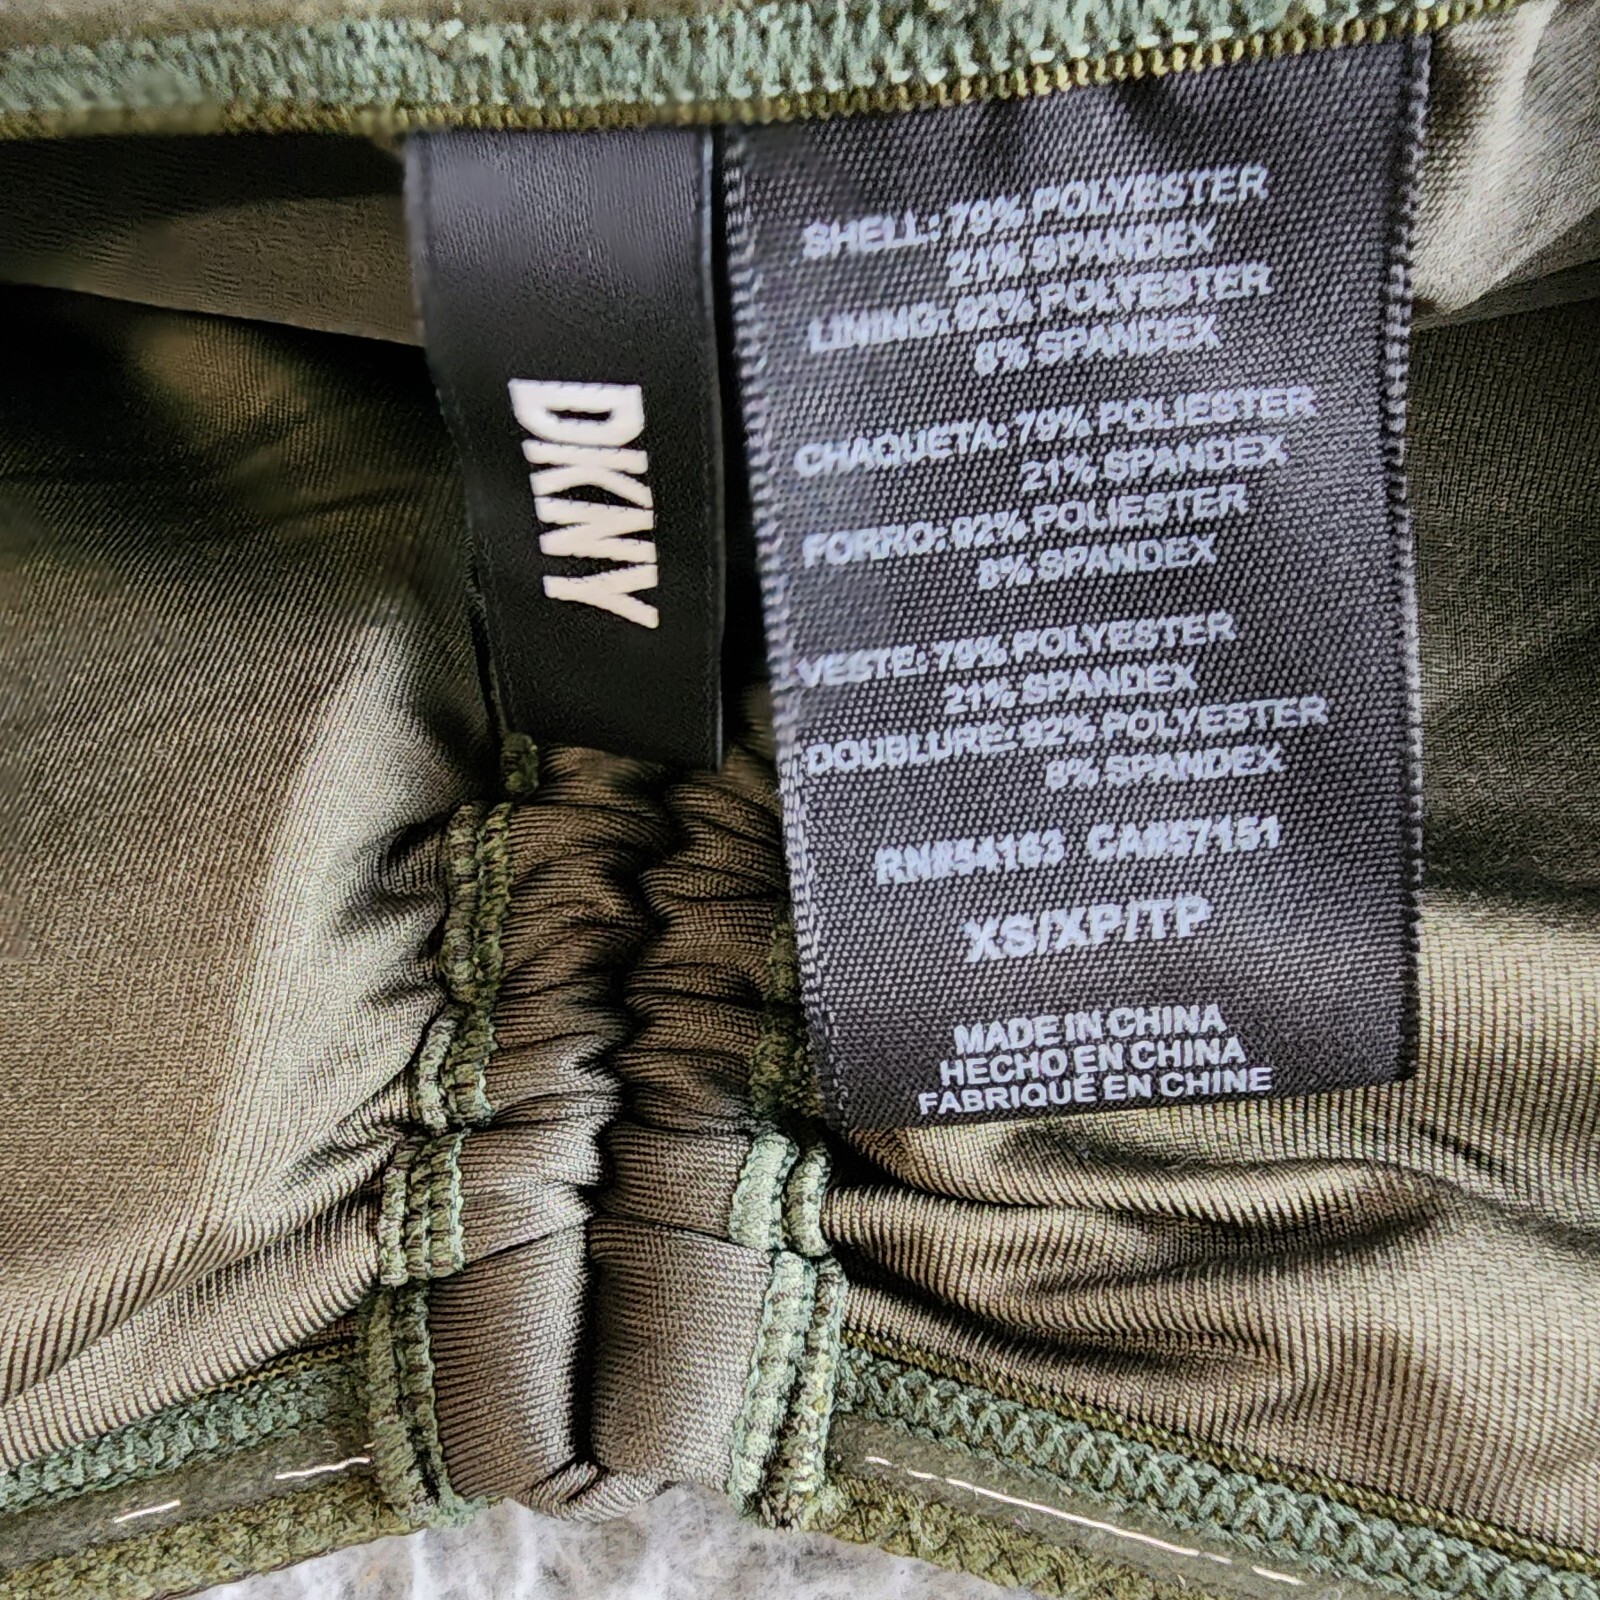 DKNY
SHELL: 79% POLYESTER
21% SPANDEX
LINING: 92% POLYESTER
8% SPANDEX
CHAQUETA: 79% POLIESTER
21% SPANDEX
FORRO: 92% POLIESTER
8% SPANDEX
VESTE: 79% POLYESTER
21% SPANDEX
DOUBLURE: 92% POLYESTER
8% SPANDEX
RN#54163 CA#57151
XS/XP/TP
MADE IN CHINA
HECHO EN CHINA
FABRIQUÉ EN CHINE